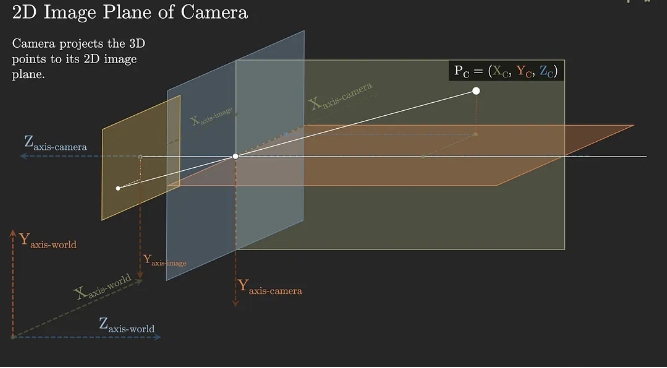 2D Image Plane of Camera
Camera projects the 3D
points to its 2D image
plane.
P_C = (X_C, Y_C, Z_C)
X_axis-camera
X_axis-image
Z_axis-camera
Y_axis-world
Y_axis-image
X_axis-world
Y_axis-camera
Z_axis-world